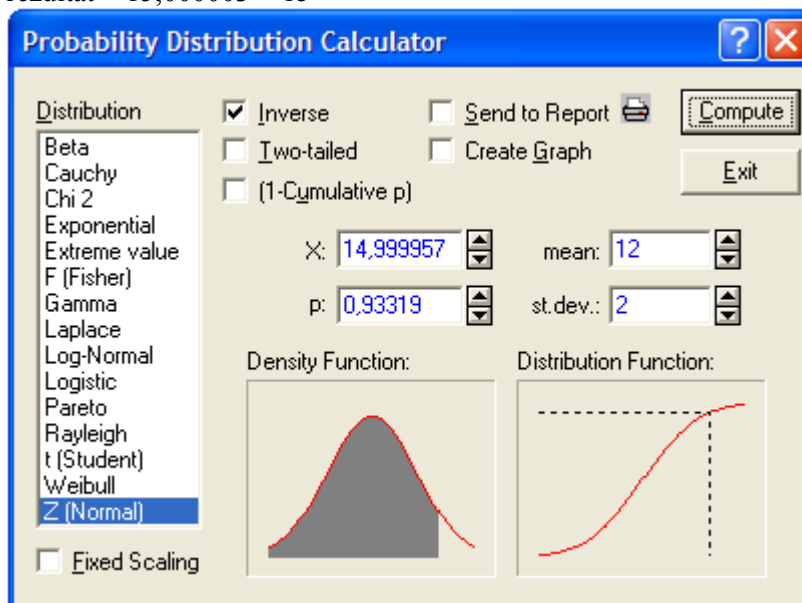 Probability Distribution Calculator
Distribution
Beta
Cauchy
Chi 2
Exponential
Extreme value
F (Fisher)
Gamma
Laplace
Log-Normal
Logistic
Pareto
Rayleigh
t (Student)
Weibull
Z (Normal)
Fixed Scaling
Inverse
Two-tailed
(1-Cumulative p)
Send to Report
Create Graph
Compute
Exit
X: 14,999957
mean: 12
p: 0,93319
st.dev.: 2
Density Function:
Distribution Function: